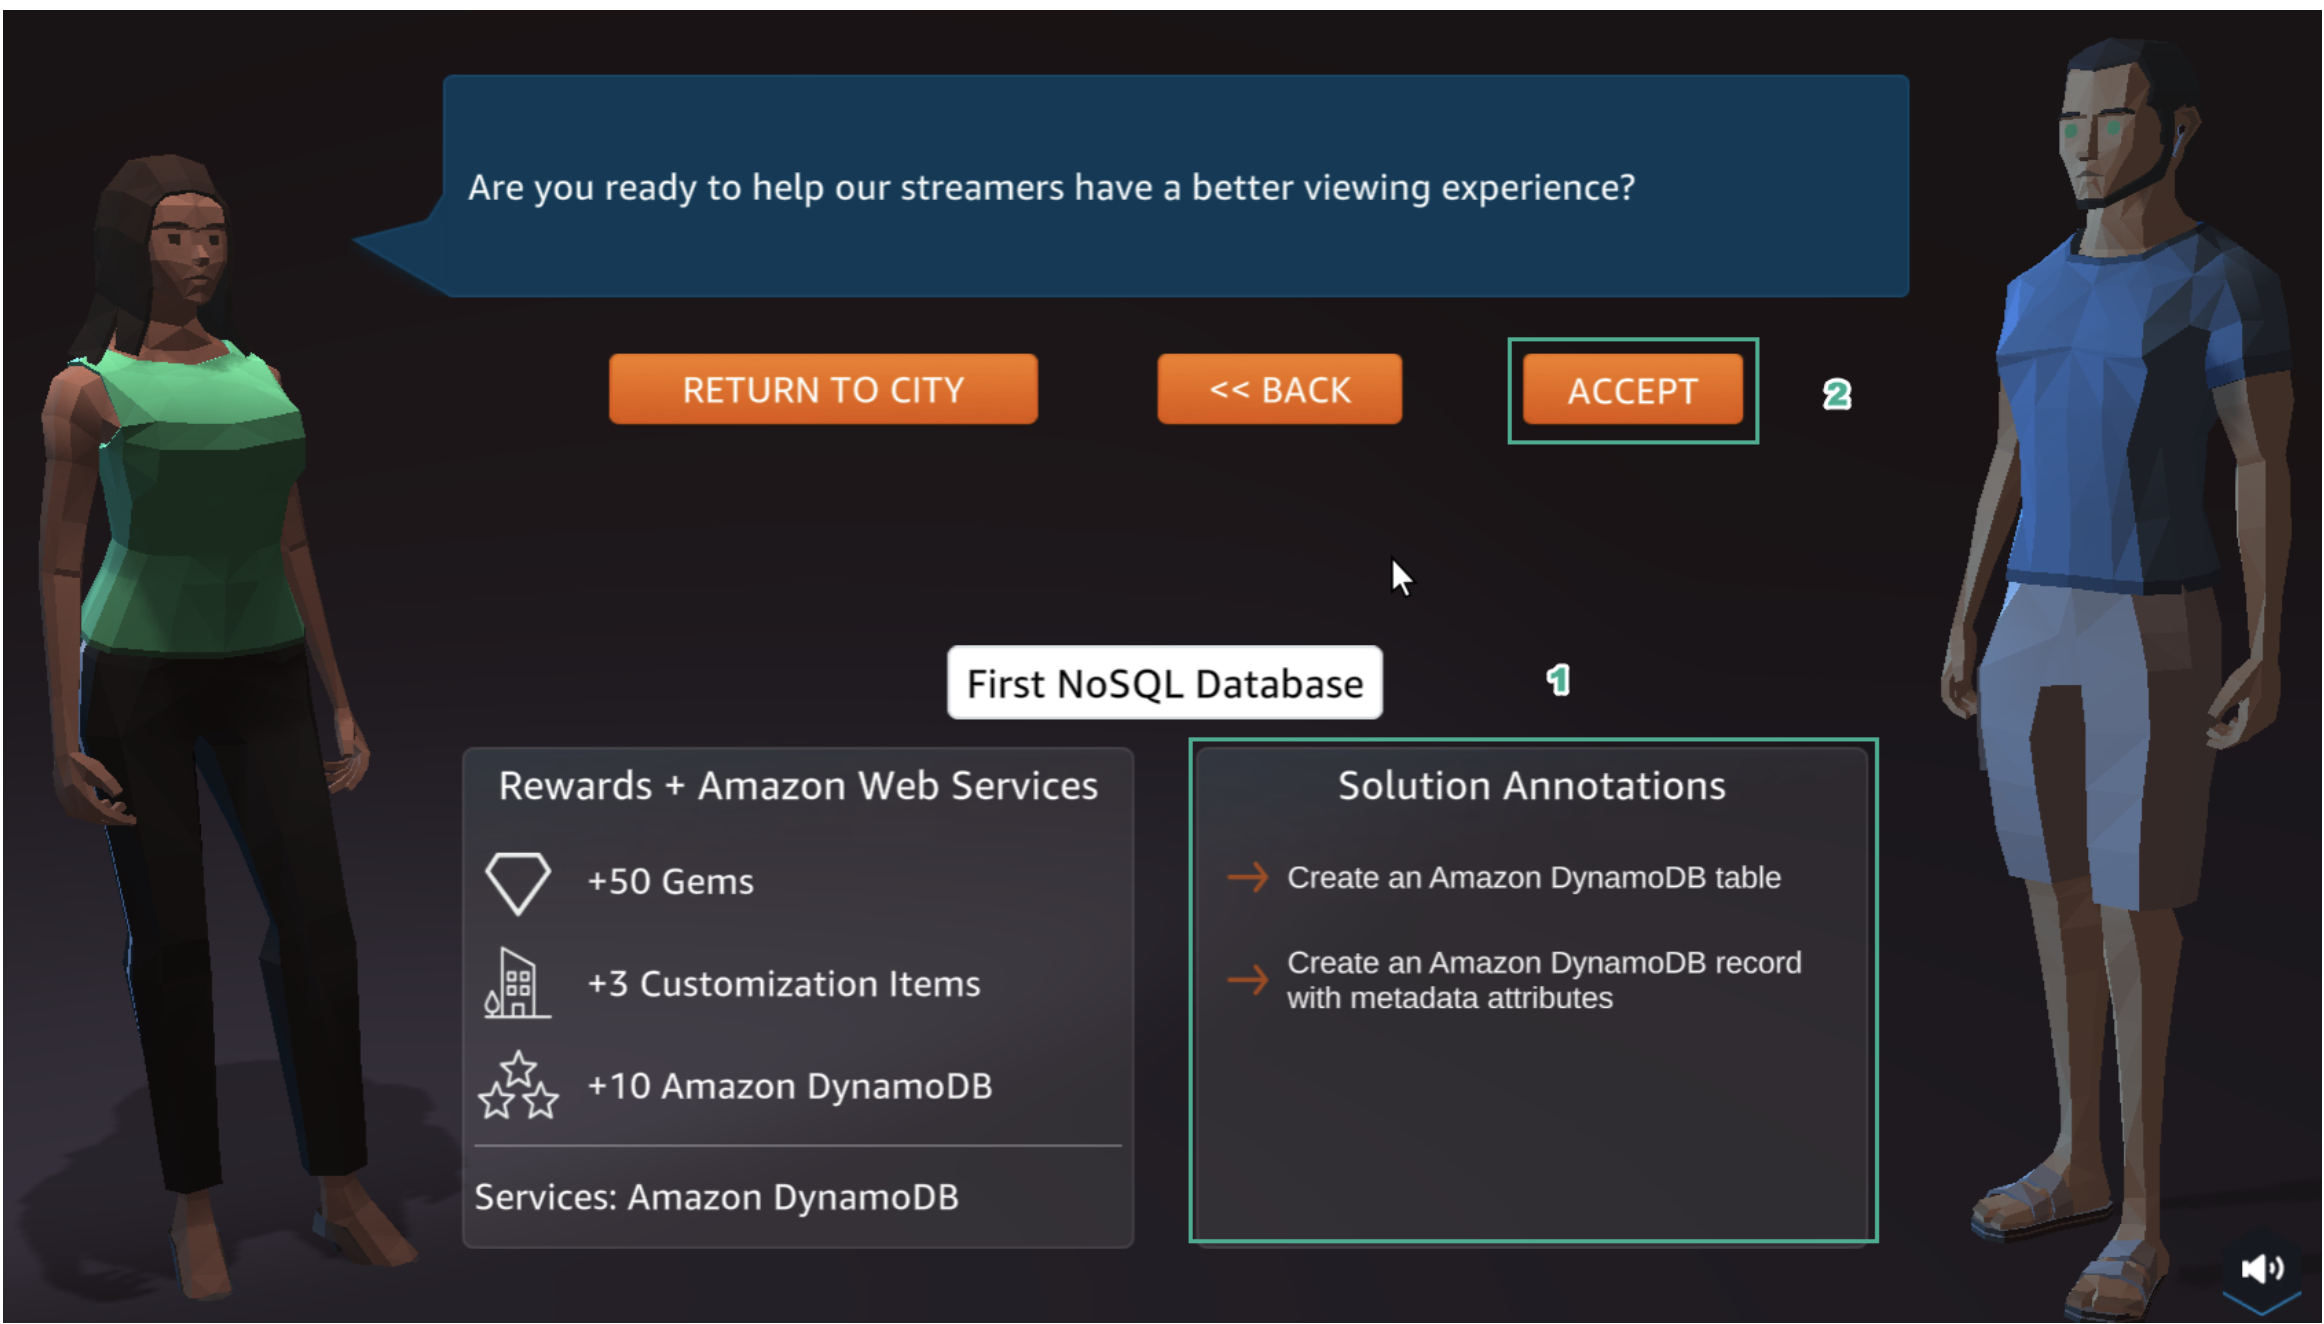 Are you ready to help our streamers have a better viewing experience?
RETURN TO CITY
<< BACK
ACCEPT
2
First NoSQL Database
1
Rewards + Amazon Web Services
+50 Gems
+3 Customization Items
+10 Amazon DynamoDB
Services: Amazon DynamoDB
Solution Annotations
Create an Amazon DynamoDB table
Create an Amazon DynamoDB record
with metadata attributes